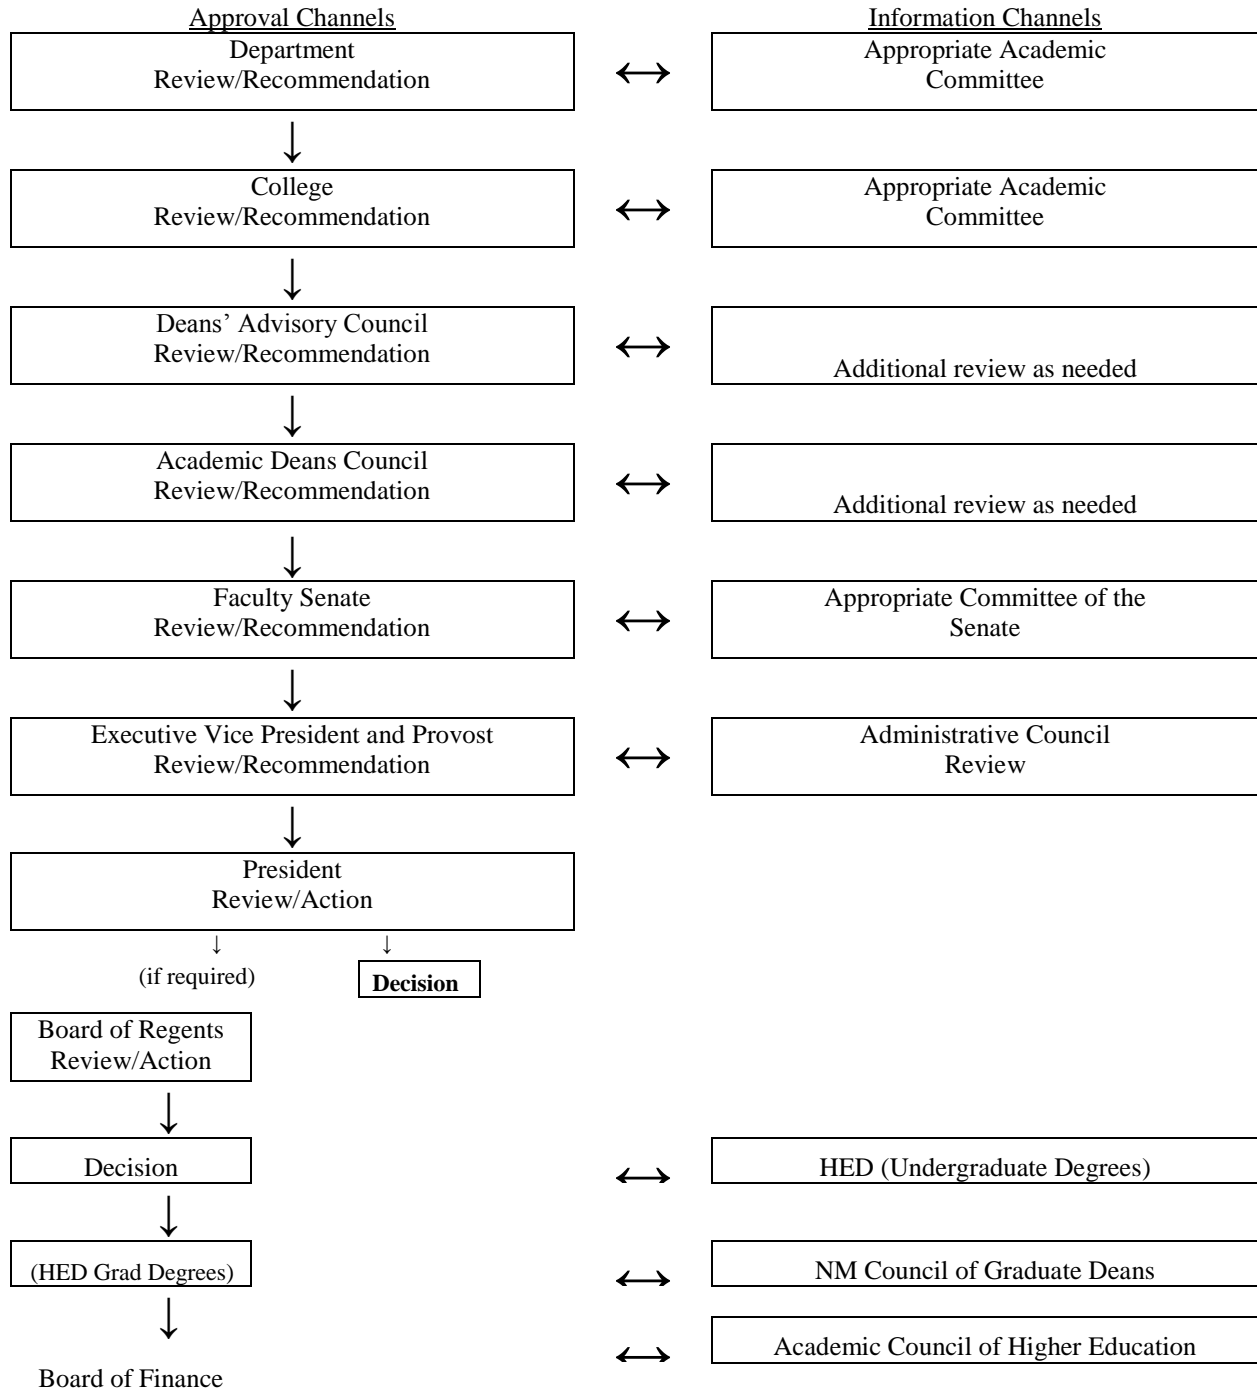 Approval Channels
Information Channels
Department
Review/Recommendation
↔
Appropriate Academic
Committee
↓
College
Review/Recommendation
↔
Appropriate Academic
Committee
↓
Deans’ Advisory Council
Review/Recommendation
↔
Additional review as needed
↓
Academic Deans Council
Review/Recommendation
↔
Additional review as needed
↓
Faculty Senate
Review/Recommendation
↔
Appropriate Committee of the
Senate
↓
Executive Vice President and Provost
Review/Recommendation
↔
Administrative Council
Review
↓
President
Review/Action
↓ ↓
(if required)
Decision
Board of Regents
Review/Action
↓
Decision
↔
HED (Undergraduate Degrees)
↓
(HED Grad Degrees)
↔
NM Council of Graduate Deans
↓
↔
Academic Council of Higher Education
Board of Finance